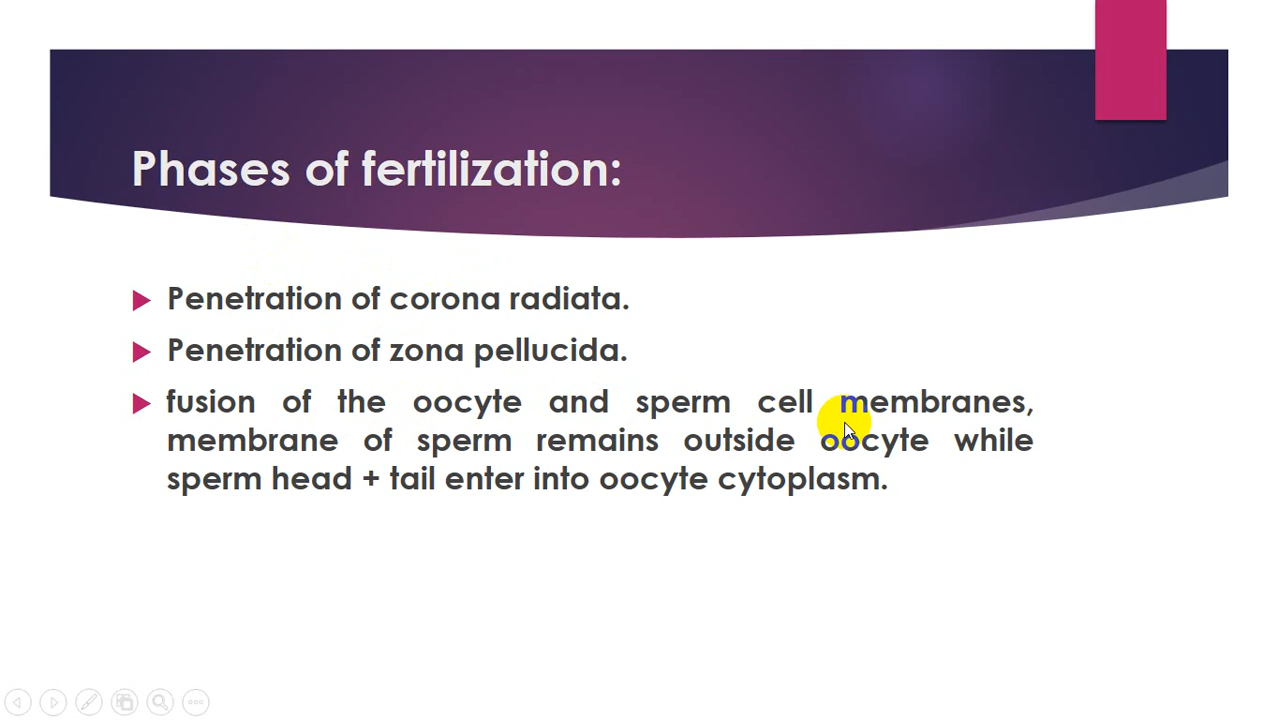 Phases of fertilization:
Penetration of corona radiata.
Penetration of zona pellucida.
fusion of the oocyte and sperm cell membranes,
membrane of sperm remains outside oocyte while
sperm head + tail enter into oocyte cytoplasm.